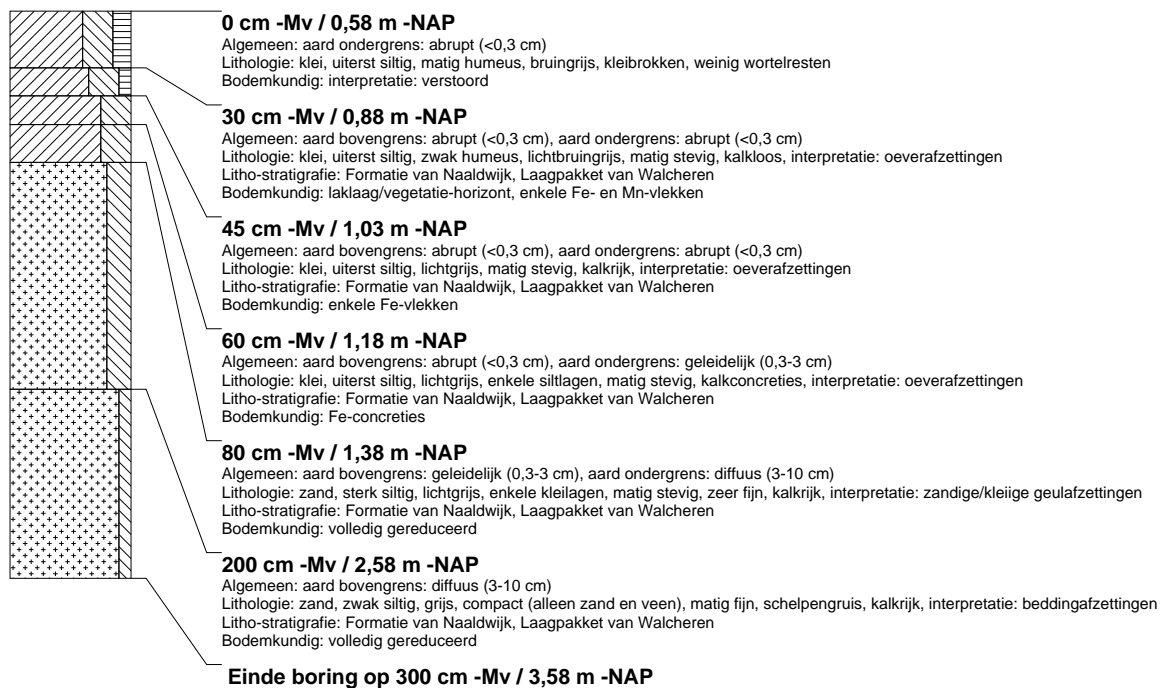 0 cm -Mv / 0,58 m -NAP
Algemeen: aard ondergrens: abrupt (<0,3 cm)
Lithologie: klei, uiterst siltig, matig humeus, bruingrijs, kleibrokken, weinig wortelresten
Bodemkundig: interpretatie: verstoord
30 cm -Mv / 0,88 m -NAP
Algemeen: aard bovengrens: abrupt (<0,3 cm), aard ondergrens: abrupt (<0,3 cm)
Lithologie: klei, uiterst siltig, zwak humeus, lichtbruingrijs, matig stevig, kalkloos, interpretatie: oeverafzettingen
Litho-stratigrafie: Formatie van Naaldwijk, Laagpakket van Walcheren
Bodemkundig: laklaag/vegetatie-horizont, enkele Fe- en Mn-vlekken
45 cm -Mv / 1,03 m -NAP
Algemeen: aard bovengrens: abrupt (<0,3 cm), aard ondergrens: abrupt (<0,3 cm)
Lithologie: klei, uiterst siltig, lichtgrijs, matig stevig, kalkrijk, interpretatie: oeverafzettingen
Litho-stratigrafie: Formatie van Naaldwijk, Laagpakket van Walcheren
Bodemkundig: enkele Fe-vlekken
60 cm -Mv / 1,18 m -NAP
Algemeen: aard bovengrens: abrupt (<0,3 cm), aard ondergrens: geleidelijk (0,3-3 cm)
Lithologie: klei, uiterst siltig, lichtgrijs, enkele siltlagen, matig stevig, kalkconcreties, interpretatie: oeverafzettingen
Litho-stratigrafie: Formatie van Naaldwijk, Laagpakket van Walcheren
Bodemkundig: Fe-concreties
80 cm -Mv / 1,38 m -NAP
Algemeen: aard bovengrens: geleidelijk (0,3-3 cm), aard ondergrens: diffuus (3-10 cm)
Lithologie: zand, sterk siltig, lichtgrijs, enkele kleilagen, matig stevig, zeer fijn, kalkrijk, interpretatie: zandige/kleiige geulafzettingen
Litho-stratigrafie: Formatie van Naaldwijk, Laagpakket van Walcheren
Bodemkundig: volledig gereduceerd
200 cm -Mv / 2,58 m -NAP
Algemeen: aard bovengrens: diffuus (3-10 cm)
Lithologie: zand, zwak siltig, grijs, compact (alleen zand en veen), matig fijn, schelpengruis, kalkrijk, interpretatie: beddingafzettingen
Litho-stratigrafie: Formatie van Naaldwijk, Laagpakket van Walcheren
Bodemkundig: volledig gereduceerd
Einde boring op 300 cm -Mv / 3,58 m -NAP